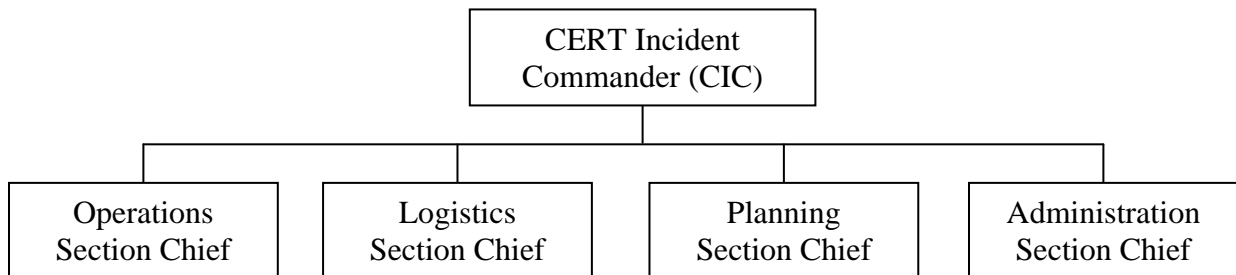 CERT Incident
Commander (CIC)
Operations
Section Chief
Logistics
Section Chief
Planning
Section Chief
Administration
Section Chief